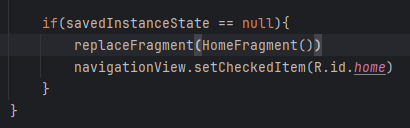 if(savedInstanceState == null){
replaceFragment(HomeFragment())
navigationView.setCheckedItem(R.id.home)
}
}